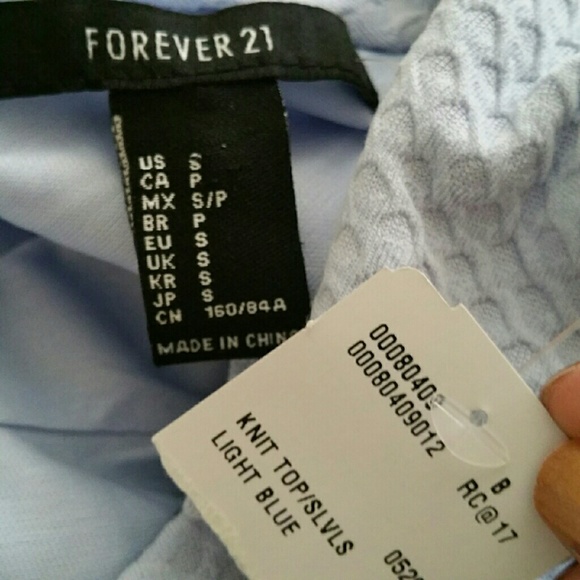 FOREVER 21
US S
CA P
MX S/P
BR P
EU S
UK S
KR S
JP S
CN 160/84A
MADE IN CHINA
00080409
00080409012
B
RC@17
KNIT TOP/SLVLS
LIGHT BLUE